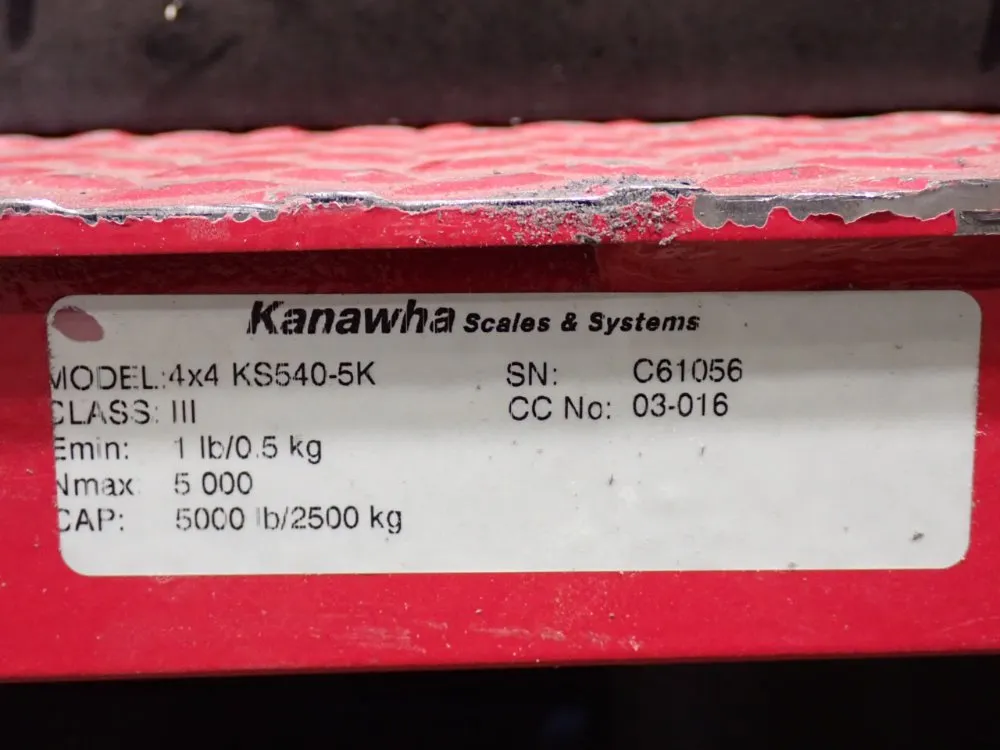 Kanawha Scales & Systems
MODEL: 4x4 KS540-5K SN: C61056
CLASS: III CC No: 03-016
Emin: 1 lb/0.5 kg
Nmax 5 000
CAP: 5000 lb/2500 kg